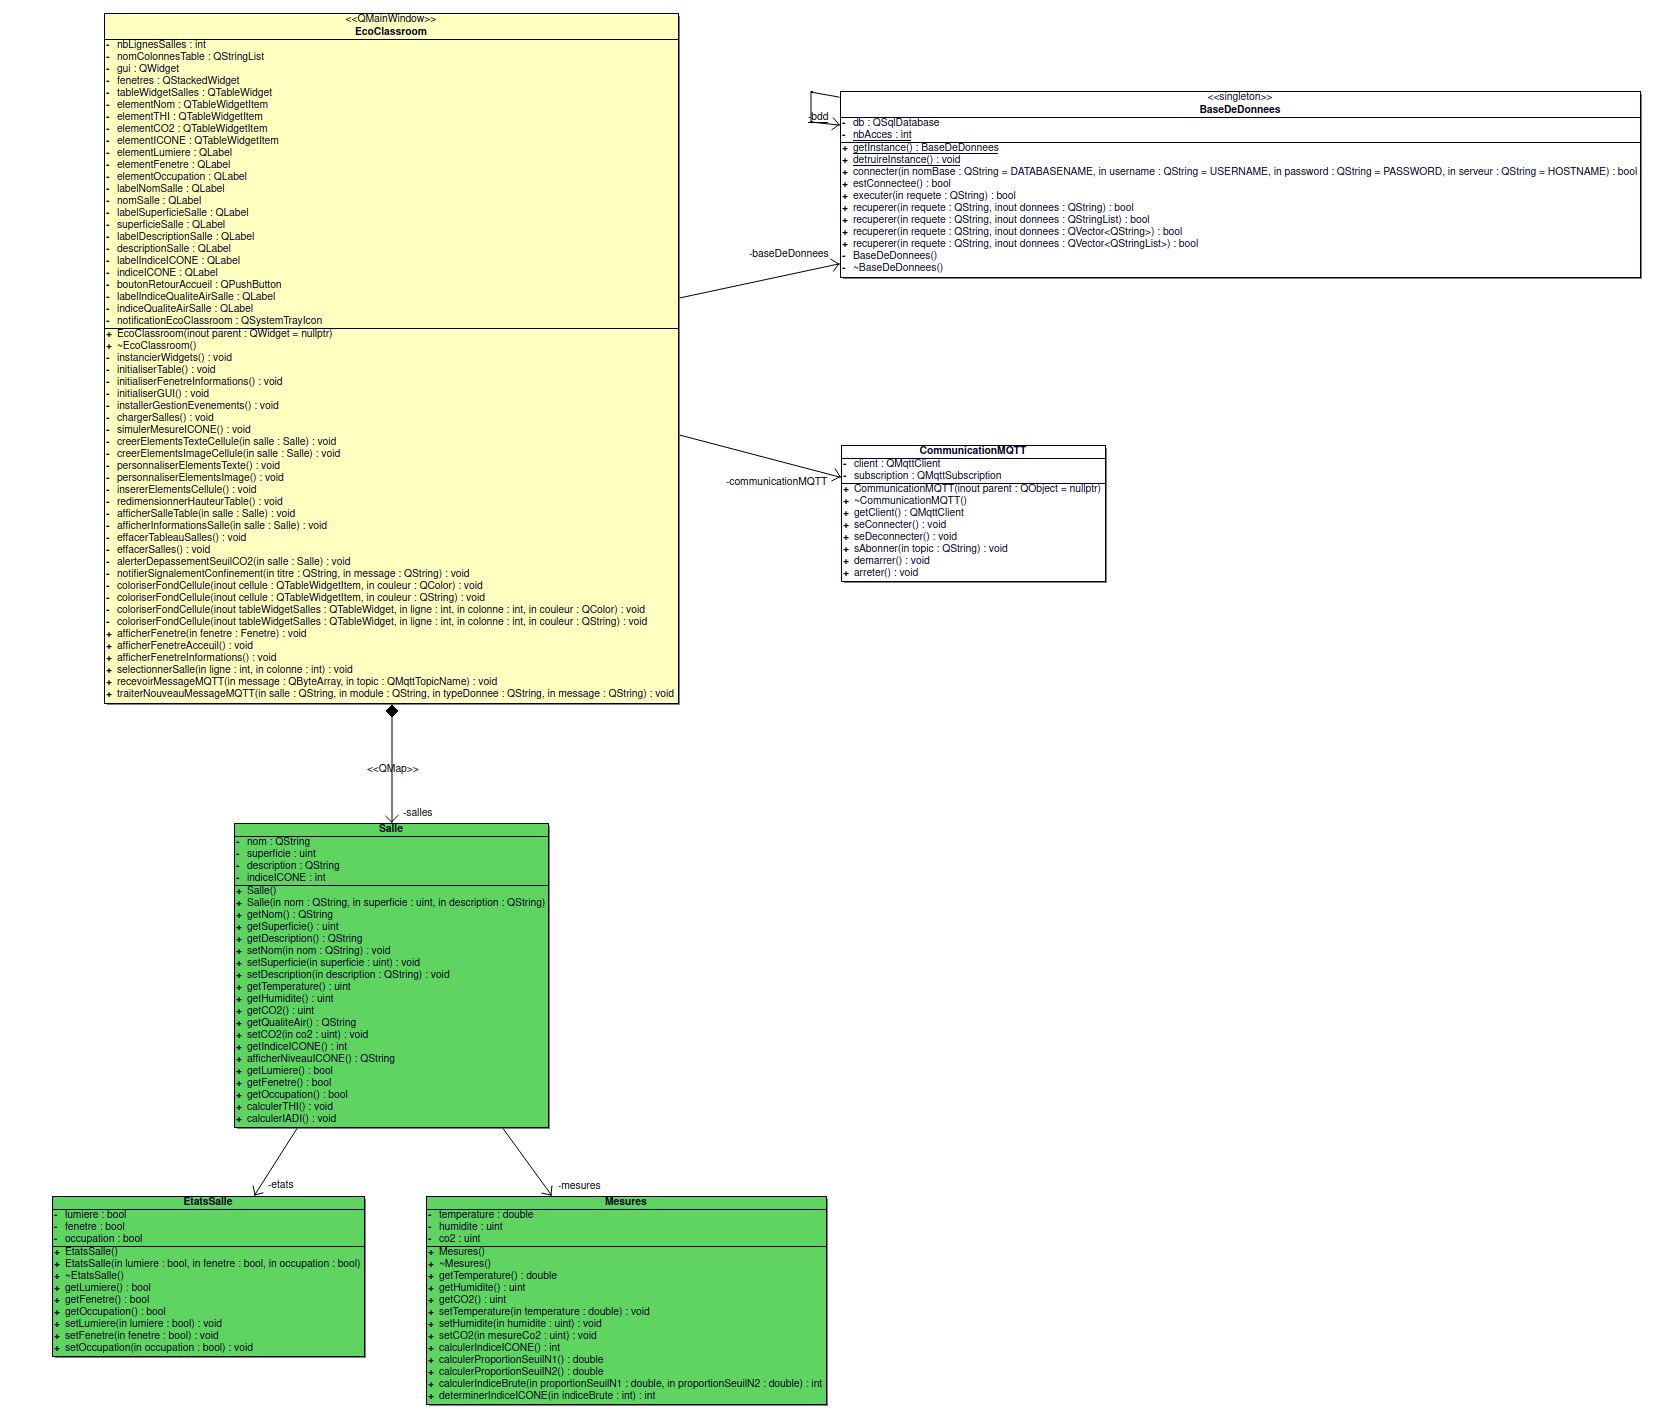 <<QMainWindow>>
EcoClassroom
- nbLignesSalles : int
- nomColonnesTable : QStringList
- gui : QWidget
- fenetres : QStackedWidget
- tableWidgetSalles : QTableWidget
- elementNom : QTableWidgetItem
- elementTHI : QTableWidgetItem
- elementCO2 : QTableWidgetItem
- elementICONE : QTableWidgetItem
- elementLumiere : QLabel
- elementFenetre : QLabel
- elementOccupation : QLabel
- labelNomSalle : QLabel
- nomSalle : QLabel
- labelSuperficieSalle : QLabel
- superficieSalle : QLabel
- labelDescriptionSalle : QLabel
- descriptionSalle : QLabel
- labelIndiceICONE : QLabel
- indiceICONE : QLabel
- boutonRetourAccueil : QPushButton
- labelIndiceQualiteAirSalle : QLabel
- indiceQualiteAirSalle : QLabel
- notificationEcoClassroom : QSystemTrayIcon
+ EcoClassroom(inout parent : QWidget = nullptr)
+ ~EcoClassroom()
- instancierWidgets() : void
- initialiserTable() : void
- initialiserFenetreInformations() : void
- initialiserGUI() : void
- installerGestionEvenements() : void
- chargerSalles() : void
- simulerMesureICONE() : void
- creerElementsTexteCellule(in salle : Salle) : void
- creerElementsImageCellule(in salle : Salle) : void
- personnaliserElementsTexte() : void
- personnaliserElementsImage() : void
- insererElementsCellule() : void
- redimensionnerHauteurTable() : void
- afficherSalleTable(in salle : Salle) : void
- afficherInformationsSalle(in salle : Salle) : void
- effacerTableauSalles() : void
- effacerSalles() : void
- alerterDepassementSeuilCO2(in salle : Salle) : void
- notifierSignalementConfinement(in titre : QString, in message : QString) : void
- coloriserFondCellule(inout cellule : QTableWidgetItem, in couleur : QColor) : void
- coloriserFondCellule(inout cellule : QTableWidgetItem, in couleur : QString) : void
- coloriserFondCellule(inout tableWidgetSalles : QTableWidget, in ligne : int, in colonne : int, in couleur : QColor) : void
- coloriserFondCellule(inout tableWidgetSalles : QTableWidget, in ligne : int, in colonne : int, in couleur : QString) : void
+ afficherFenetre(in fenetre : Fenetre) : void
+ afficherFenetreAcceuil() : void
+ afficherFenetreInformations() : void
+ selectionnerSalle(in ligne : int, in colonne : int) : void
+ recevoirMessageMQTT(in message : QByteArray, in topic : QMqttTopicName) : void
+ traiterNouveauMessageMQTT(in salle : QString, in module : QString, in typeDonnee : QString, in message : QString) : void
-bdd
<<singleton>>
BaseDeDonnees
- db : QSqlDatabase
- nbAcces : int
+ getInstance() : BaseDeDonnees
+ detruireInstance() : void
+ connecter(in nomBase : QString = DATABASENAME, in username : QString = USERNAME, in password : QString = PASSWORD, in serveur : QString = HOSTNAME) : bool
+ estConnectee() : bool
+ executer(in requete : QString) : bool
+ recuperer(in requete : QString, inout donnees : QString) : bool
+ recuperer(in requete : QString, inout donnees : QStringList) : bool
+ recuperer(in requete : QString, inout donnees : QVector<QString>) : bool
+ recuperer(in requete : QString, inout donnees : QVector<QStringList>) : bool
- BaseDeDonnees()
- ~BaseDeDonnees()
-baseDeDonnees
CommunicationMQTT
- client : QMqttClient
- subscription : QMqttSubscription
+ CommunicationMQTT(inout parent : QObject = nullptr)
+ ~CommunicationMQTT()
+ getClient() : QMqttClient
+ seConnecter() : void
+ seDeconnecter() : void
+ sAbonner(in topic : QString) : void
+ demarrer() : void
+ arreter() : void
-communicationMQTT
<<QMap>>
-salles
Salle
- nom : QString
- superficie : uint
- description : QString
- indiceICONE : int
+ Salle()
+ Salle(in nom : QString, in superficie : uint, in description : QString)
+ getNom() : QString
+ getSuperficie() : uint
+ getDescription() : QString
+ setNom(in nom : QString) : void
+ setSuperficie(in superficie : uint) : void
+ setDescription(in description : QString) : void
+ getTemperature() : uint
+ getHumidite() : uint
+ getCO2() : uint
+ getQualiteAir() : QString
+ setCO2(in co2 : uint) : void
+ getIndiceICONE() : int
+ afficherNiveauICONE() : QString
+ getLumiere() : bool
+ getFenetre() : bool
+ getOccupation() : bool
+ calculerTHI() : void
+ calculerIADI() : void
-etats
-mesures
EtatsSalle
- lumiere : bool
- fenetre : bool
- occupation : bool
+ EtatsSalle()
+ EtatsSalle(in lumiere : bool, in fenetre : bool, in occupation : bool)
+ ~EtatsSalle()
+ getLumiere() : bool
+ getFenetre() : bool
+ getOccupation() : bool
+ setLumiere(in lumiere : bool) : void
+ setFenetre(in fenetre : bool) : void
+ setOccupation(in occupation : bool) : void
Mesures
- temperature : double
- humidite : uint
- co2 : uint
+ Mesures()
+ ~Mesures()
+ getTemperature() : double
+ getHumidite() : uint
+ getCO2() : uint
+ setTemperature(in temperature : double) : void
+ setHumidite(in humidite : uint) : void
+ setCO2(in mesureCo2 : uint) : void
+ calculerIndiceICONE() : int
+ calculerProportionSeuilN1() : double
+ calculerProportionSeuilN2() : double
+ calculerIndiceBrute(in proportionSeuilN1 : double, in proportionSeuilN2 : double) : int
+ determinerIndiceICONE(in indiceBrute : int) : int